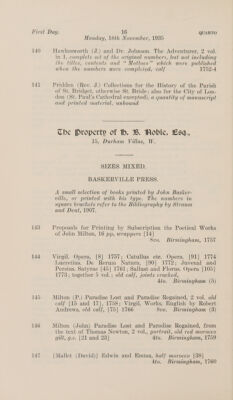 First Day. 16 QUARTO
Monday, 18th November, 1935
140 Hawkesworth (J.) and Dr. Johnson. The Adventurer, 2 vol.
in 1, complete set of the original numbers, but not including
the titles, contents and "Mottoes" which were published
when the numbers were completed, calf 1752-4
141 Pridden (Rev. J.) Collections for the History of the Parish
of St. Bridget, otherwise St. Bride; also for the City of Lon-
don (St. Paul's Cathedral excepted); a quantity of manuscript
and printed material, unbound
The Property of H. B. Noble, Esq.,
15, Durham Villas, W.
SIZES MIXED.
BASKERVILLE PRESS.
A small selection of books printed by John Basker-
ville, or printed with his type. The numbers in
square brackets refer to the Bibliography by Straus
and Dent, 1907.
143 Proposals for Printing by Subscription the Poetical Works
of John Milton, 16 pp, wrappers [14]
8vo. Birmingham, 1757
144 Virgil. Opera, [8] 1757; Catullus etc. Opera, [91] 1774
Lucretius. De Rerum Natura, [90] 1772; Juvenal and
Persius. Satyrae [45] 1761; Sallust and Florus. Opera [105]
1773; together 5 vol.; old calf, joints cracked,
4to. Birmingham (5)
145 Milton (P.) Paradise Lost and Paradise Regained, 2 vol. old
calf [15 and 17], 1758; Virgil. Works, English by Robert
Andrews, old calf, [75] 1766 8vo. Birmingham (3)
146 Milton (John) Paradise Lost and Paradise Regained, from
the text of Thomas Newton, 2 vol., portrait, old red morocco
gilt, g.e. [21 and 23] 4to. Birmingham, 1759
147 (Mallet (David)) Edwin and Emma, half morocco [38]
4to. Birmingham, 1760